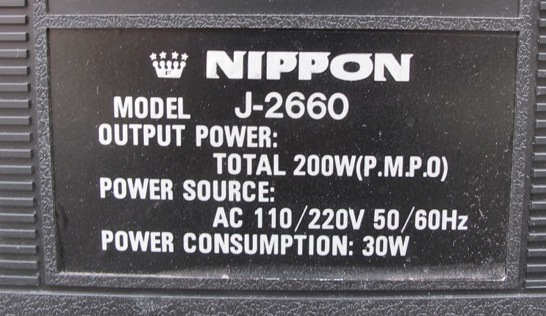 NIPPON
MODEL J-2660
OUTPUT POWER:
TOTAL 200W(P.M.P.O)
POWER SOURCE:
AC 110/220V 50/60Hz
POWER CONSUMPTION: 30W